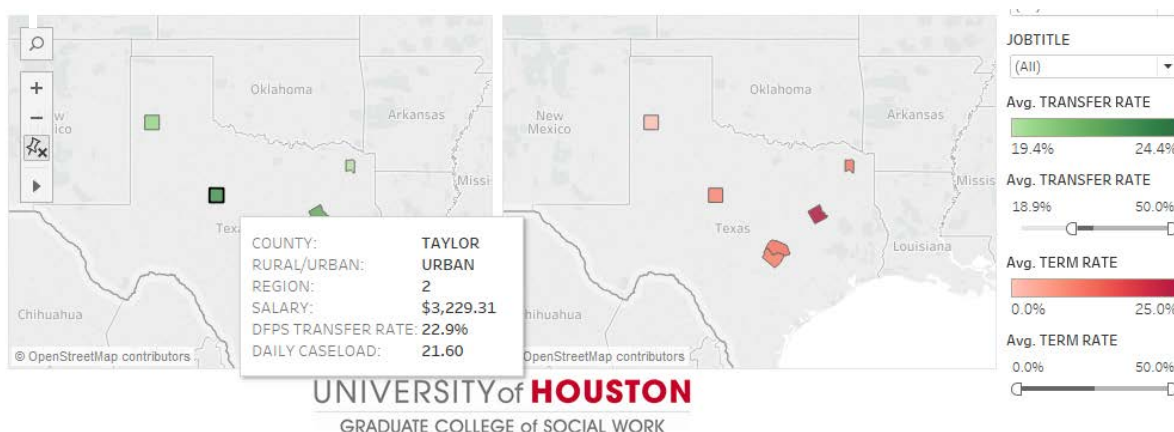 Oklahoma
Arkansas
Missi
Chihuahua
COUNTY: TAYLOR
RURAL/URBAN: URBAN
REGION: 2
SALARY: $3,229.31
DFPS TRANSFER RATE: 22.9%
DAILY CASELOAD: 21.60
© OpenStreetMap contributors
New
Mexico
Oklahoma
Arkansas
Missis
Texas
Louisiana
hihuahua
OpenStreetMap contributors
JOBTITLE
(All)
Avg. TRANSFER RATE
19.4% 24.4%
Avg. TRANSFER RATE
18.9% 50.0%
Avg. TERM RATE
0.0% 25.0%
Avg. TERM RATE
0.0% 50.0%
UNIVERSITY of HOUSTON
GRADUATE COLLEGE of SOCIAL WORK